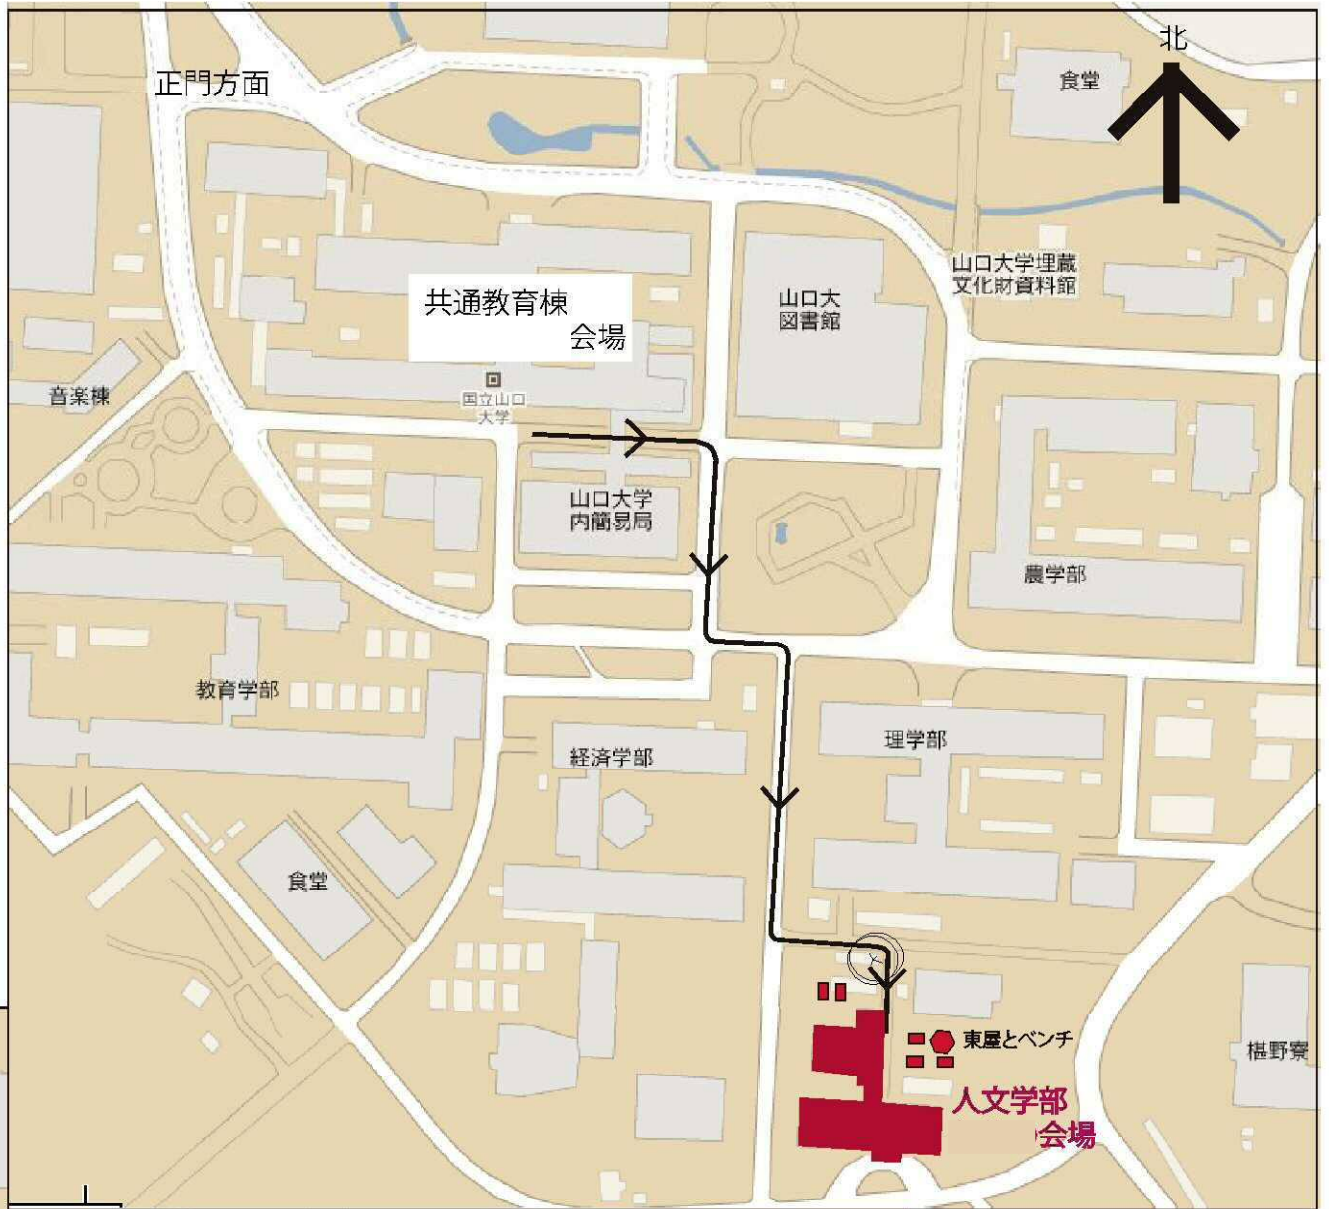 北
食堂
正門方面
山口大学埋蔵
文化財資料館
共通教育棟
会場
山口大
図書館
音楽棟
国立山口
大学
山口大学
内簡易局
農学部
教育学部
理学部
経済学部
食堂
東屋とベンチ
椹野寮
人文学部
会場